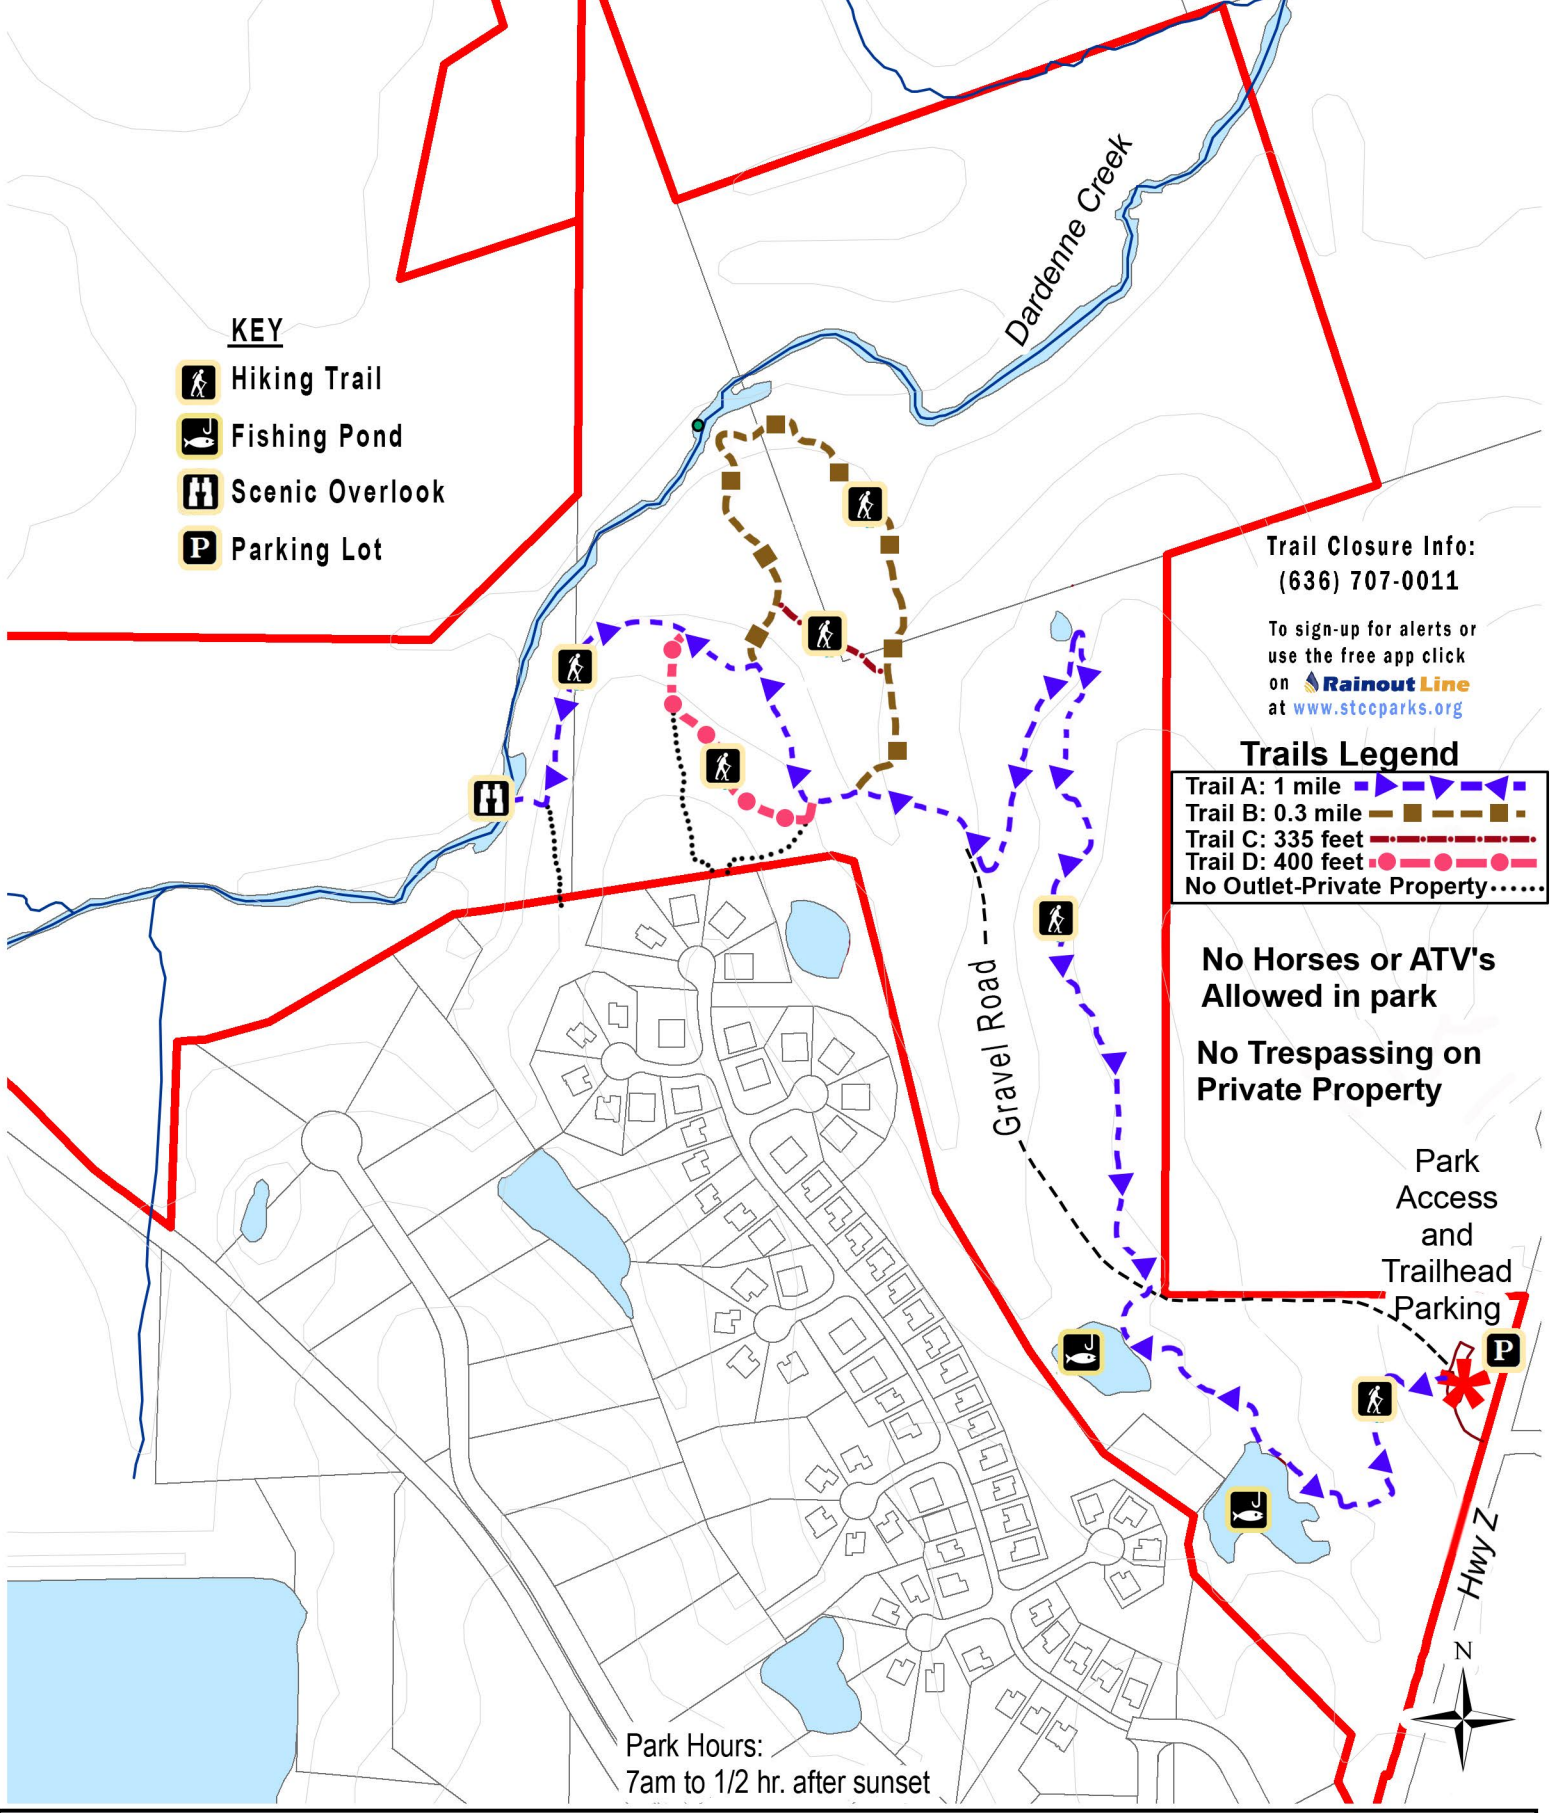 Dardenne Creek
KEY
Hiking Trail
Fishing Pond
Scenic Overlook
P Parking Lot
Trail Closure Info:
(636) 707-0011
To sign-up for alerts or
use the free app click
on Rainout Line
at www.stccparks.org
Trails Legend
Trail A: 1 mile
Trail B: 0.3 mile
Trail C: 335 feet
Trail D: 400 feet
No Outlet-Private Property
No Horses or ATV's
Allowed in park
No Trespassing on
Private Property
Gravel Road
Park
Access
and
Trailhead
Parking
P
Hwy Z
N
Park Hours:
7am to 1/2 hr. after sunset